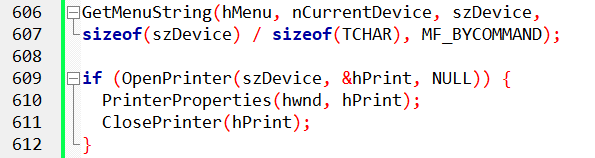 606 GetMenuString(hMenu, nCurrentDevice, szDevice,
607 sizeof(szDevice) / sizeof(TCHAR), MF_BYCOMMAND);
608
609 if (OpenPrinter(szDevice, &hPrint, NULL)) {
610   PrinterProperties(hwnd, hPrint);
611   ClosePrinter(hPrint);
612 }